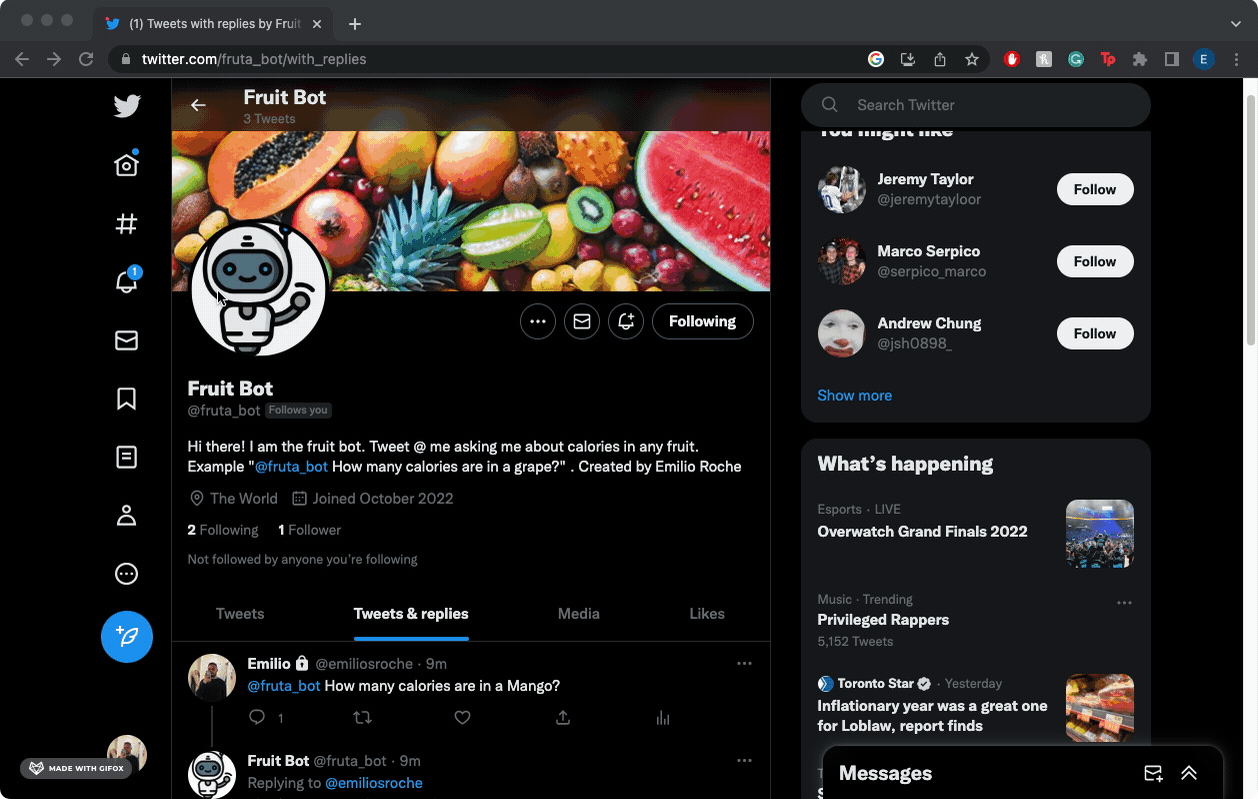 (1) Tweets with replies by Fruit
twitter.com/fruta_bot/with_replies
E
Fruit Bot
3 Tweets
Following
Fruit Bot
@fruta_bot Follows you
Hi there! I am the fruit bot. Tweet @ me asking me about calories in any fruit.
Example "@fruta_bot How many calories are in a grape?" . Created by Emilio Roche
The World Joined October 2022
2 Following 1 Follower
Not followed by anyone you're following
Tweets Tweets & replies Media Likes
Emilio @emiliosroche · 9m
@fruta_bot How many calories are in a Mango?
1
Fruit Bot @fruta_bot · 9m
Replying to @emiliosroche
1
MADE WITH GIFOX
Search Twitter
You might like
Jeremy Taylor
@jeremytayloor
Follow
Marco Serpico
@serpico_marco
Follow
Andrew Chung
@jsh0898_
Follow
Show more
What's happening
Esports · LIVE
Overwatch Grand Finals 2022
Music · Trending
Privileged Rappers
5,152 Tweets
Toronto Star · Yesterday
Inflationary year was a great one
for Loblaw, report finds
Messages